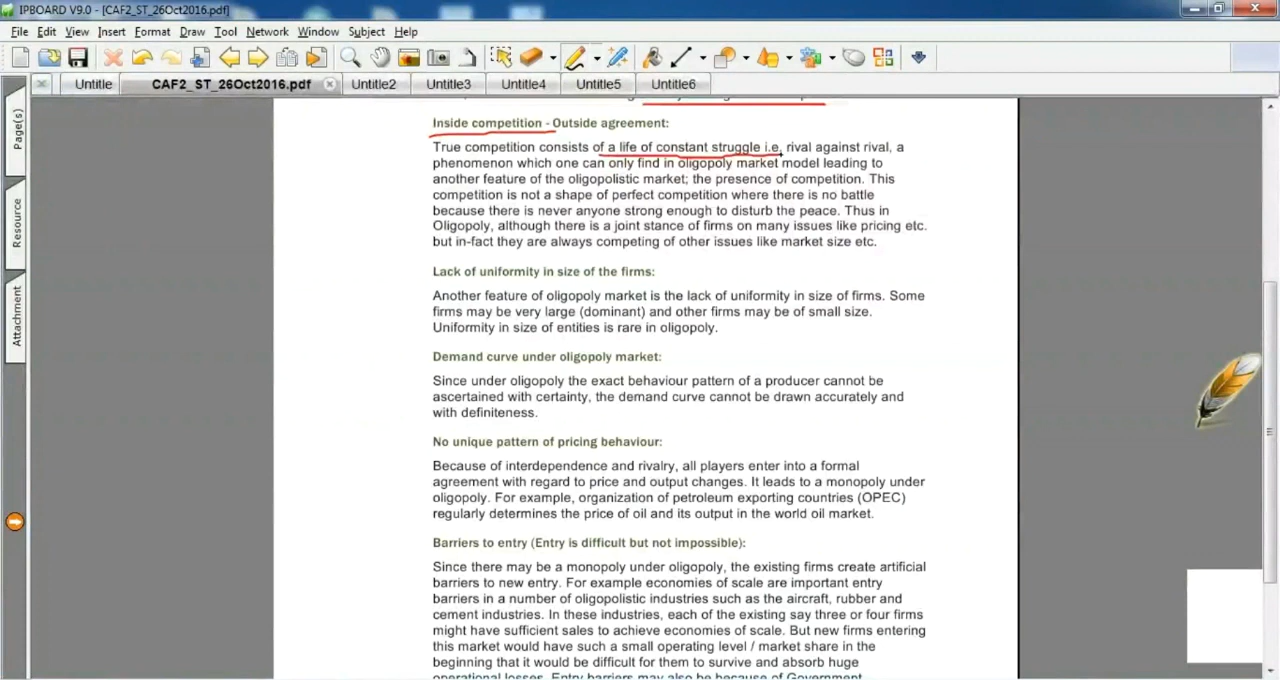 IPBOARD V9.0 - [CAF2_ST_26Oct2016.pdf]
File Edit View Insert Format Draw Tool Network Window Subject Help
Untitle CAF2_ST_26Oct2016.pdf Untitle2 Untitle3 Untitle4 Untitle5 Untitle6
Page(s)
Resource
Attachment
Inside competition - Outside agreement:
True competition consists of a life of constant struggle i.e, rival against rival, a
phenomenon which one can only find in oligopoly market model leading to
another feature of the oligopolistic market; the presence of competition. This
competition is not a shape of perfect competition where there is no battle
because there is never anyone strong enough to disturb the peace. Thus in
Oligopoly, although there is a joint stance of firms on many issues like pricing etc.
but in-fact they are always competing of other issues like market size etc.
Lack of uniformity in size of the firms:
Another feature of oligopoly market is the lack of uniformity in size of firms. Some
firms may be very large (dominant) and other firms may be of small size.
Uniformity in size of entities is rare in oligopoly.
Demand curve under oligopoly market:
Since under oligopoly the exact behaviour pattern of a producer cannot be
ascertained with certainty, the demand curve cannot be drawn accurately and
with definiteness.
No unique pattern of pricing behaviour:
Because of interdependence and rivalry, all players enter into a formal
agreement with regard to price and output changes. It leads to a monopoly under
oligopoly. For example, organization of petroleum exporting countries (OPEC)
regularly determines the price of oil and its output in the world oil market.
Barriers to entry (Entry is difficult but not impossible):
Since there may be a monopoly under oligopoly, the existing firms create artificial
barriers to new entry. For example economies of scale are important entry
barriers in a number of oligopolistic industries such as the aircraft, rubber and
cement industries. In these industries, each of the existing say three or four firms
might have sufficient sales to achieve economies of scale. But new firms entering
this market would have such a small operating level / market share in the
beginning that it would be difficult for them to survive and absorb huge
operational losses. Entry barriers may also be because of Government